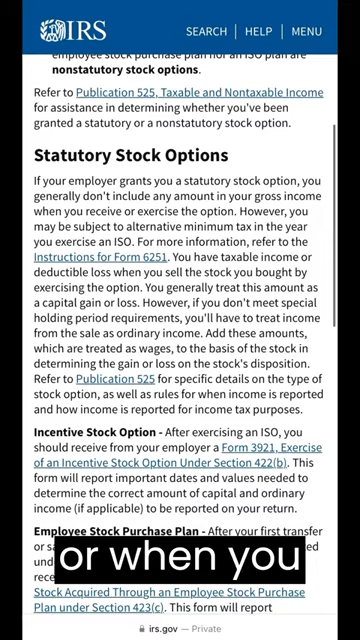 IRS
SEARCH | HELP | MENU
employee stock purchase plan nor an ISO plan are
nonstatutory stock options.
Refer to Publication 525, Taxable and Nontaxable Income
for assistance in determining whether you've been
granted a statutory or a nonstatutory stock option.
Statutory Stock Options
If your employer grants you a statutory stock option, you
generally don't include any amount in your gross income
when you receive or exercise the option. However, you
may be subject to alternative minimum tax in the year
you exercise an ISO. For more information, refer to the
Instructions for Form 6251. You have taxable income or
deductible loss when you sell the stock you bought by
exercising the option. You generally treat this amount as
a capital gain or loss. However, if you don't meet special
holding period requirements, you'll have to treat income
from the sale as ordinary income. Add these amounts,
which are treated as wages, to the basis of the stock in
determining the gain or loss on the stock's disposition.
Refer to Publication 525 for specific details on the type of
stock option, as well as rules for when income is reported
and how income is reported for income tax purposes.
Incentive Stock Option - After exercising an ISO, you
should receive from your employer a Form 3921, Exercise
of an Incentive Stock Option Under Section 422(b). This
form will report important dates and values needed to
determine the correct amount of capital and ordinary
income (if applicable) to be reported on your return.
Employee Stock Purchase Plan - After your first transfer
or when you
Stock Acquired Through an Employee Stock Purchase
Plan under Section 423(c). This form will report
irs.gov — Private